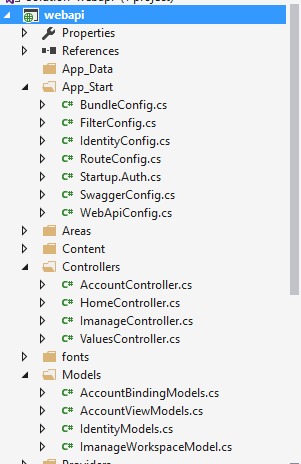 webapi
Properties
References
App_Data
App_Start
BundleConfig.cs
FilterConfig.cs
IdentityConfig.cs
RouteConfig.cs
Startup.Auth.cs
SwaggerConfig.cs
WebApiConfig.cs
Areas
Content
Controllers
AccountController.cs
HomeController.cs
ImanageController.cs
ValuesController.cs
fonts
Models
AccountBindingModels.cs
AccountViewModels.cs
IdentityModels.cs
ImanageWorkspaceModel.cs